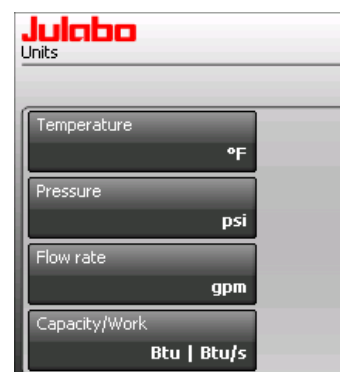 Julabo
Units
Temperature
°F
Pressure
psi
Flow rate
gpm
Capacity/Work
Btu | Btu/s